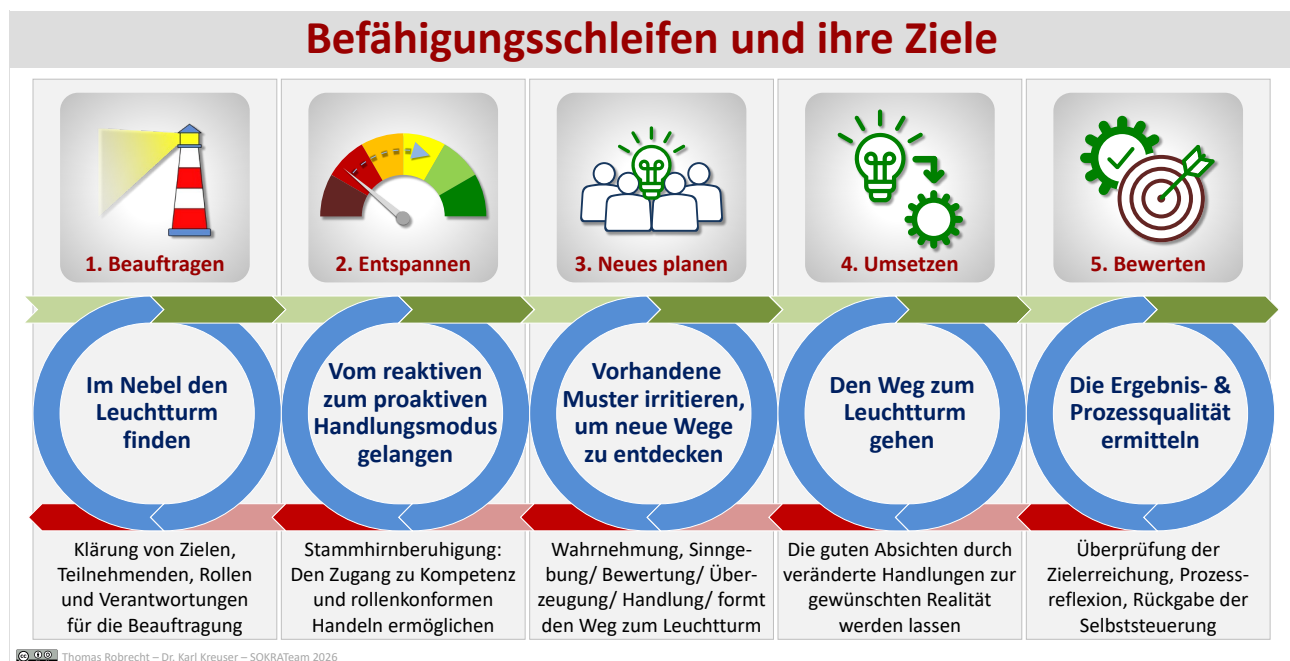 Befähigungsschleifen und ihre Ziele
1. Beauftragen
2. Entspannen
3. Neues planen
4. Umsetzen
5. Bewerten
Im Nebel den
Leuchtturm
finden
Vom reaktiven
zum proaktiven
Handlungsmodus
gelangen
Vorhandene
Muster irritieren,
um neue Wege
zu entdecken
Den Weg zum
Leuchtturm
gehen
Die Ergebnis- &
Prozessqualität
ermitteln
Klärung von Zielen,
Teilnehmenden, Rollen
und Verantwortungen
für die Beauftragung
Stammhirnberuhigung:
Den Zugang zu Kompetenz
und rollenkonformen
Handeln ermöglichen
Wahrnehmung, Sinnge-
bung/ Bewertung/ Über-
zeugung/ Handlung/ formt
den Weg zum Leuchtturm
Die guten Absichten durch
veränderte Handlungen zur
gewünschten Realität
werden lassen
Überprüfung der
Zielerreichung, Prozess-
reflexion, Rückgabe der
Selbststeuerung
Thomas Robrecht – Dr. Karl Kreuser – SOKRATeam 2026